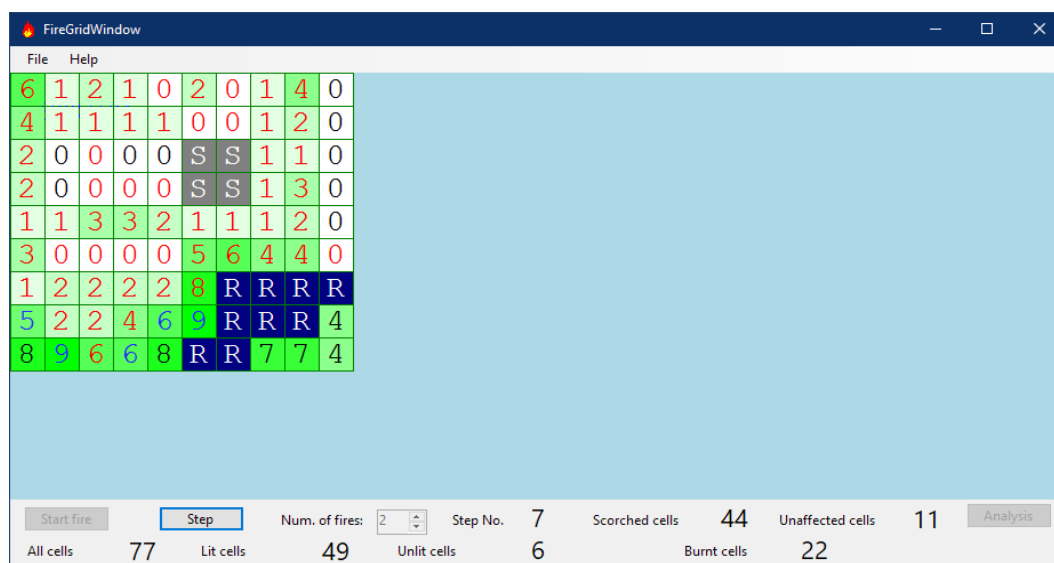 FireGridWindow
File Help
6 1 2 1 0 2 0 1 4 0
4 1 1 1 1 0 0 1 2 0
2 0 0 0 0 S S 1 1 0
2 0 0 0 0 S S 1 3 0
1 1 3 3 2 1 1 1 2 0
3 0 0 0 0 5 6 4 4 0
1 2 2 2 2 8 R R R R
5 2 2 4 6 9 R R R 4
8 9 6 6 8 R R 7 7 4
Start fire Step Num. of fires: 2 Step No. 7 Scorched cells 44 Unaffected cells 11 Analysis
All cells 77 Lit cells 49 Unlit cells 6 Burnt cells 22